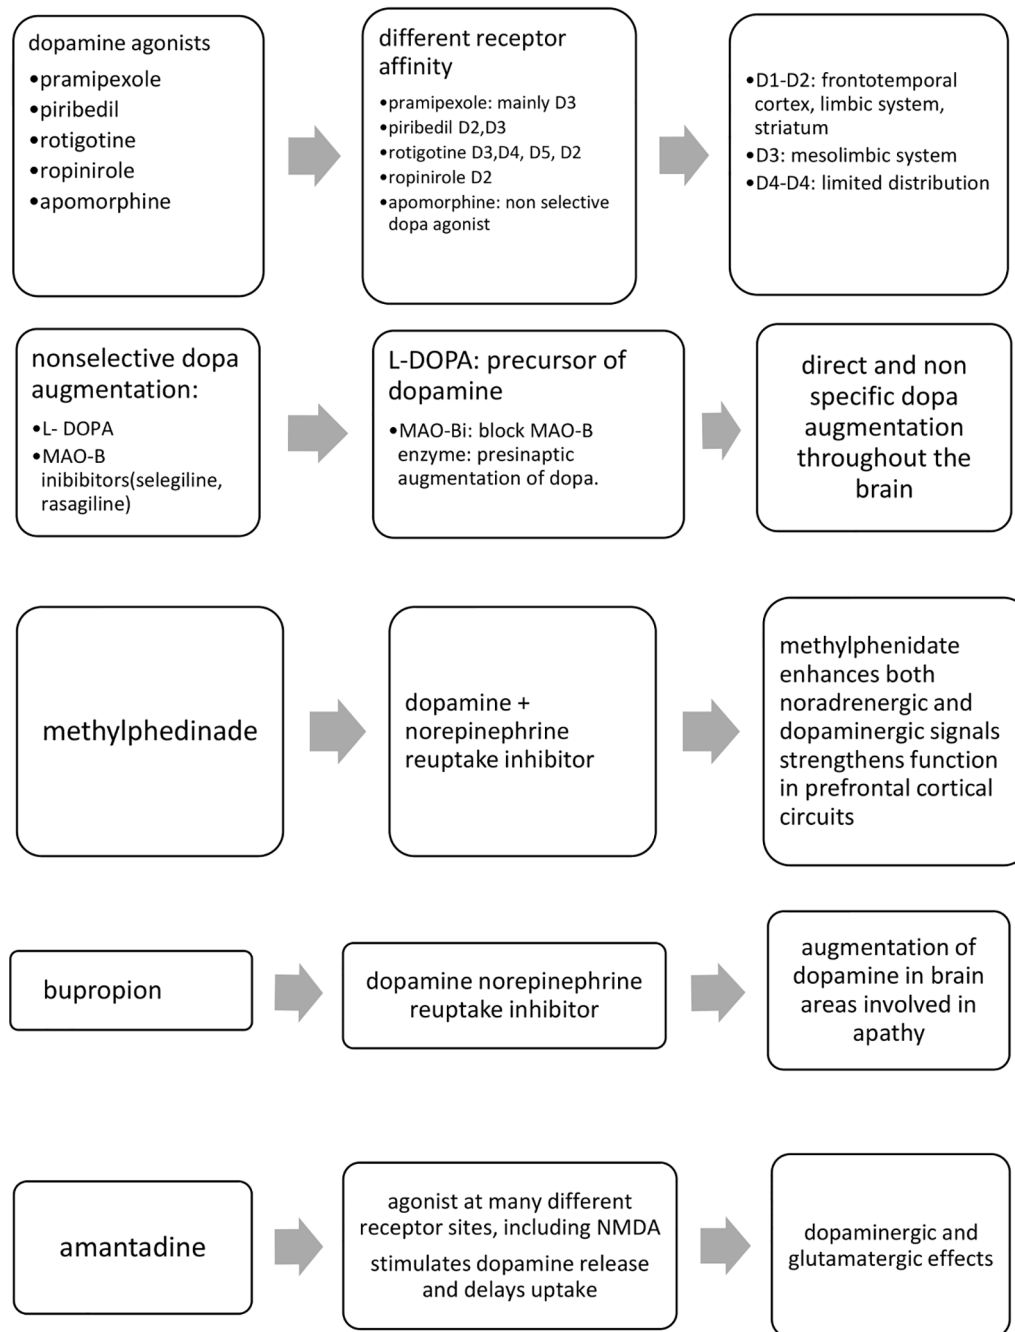 dopamine agonists
•pramipexole
•piribedil
•rotigotine
•ropinirole
•apomorphine
different receptor
affinity
•pramipexole: mainly D3
•piribedil D2,D3
•rotigotine D3,D4, D5, D2
•ropinirole D2
•apomorphine: non selective
dopa agonist
•D1-D2: frontotemporal
cortex, limbic system,
striatum
•D3: mesolimbic system
•D4-D4: limited distribution
nonselective dopa
augmentation:
•L- DOPA
•MAO-B
inibibitors(selegiline,
rasagiline)
L-DOPA: precursor of
dopamine
•MAO-Bi: block MAO-B
enzyme: presinaptic
augmentation of dopa.
direct and non
specific dopa
augmentation
throughout the
brain
methylphedinade
dopamine +
norepinephrine
reuptake inhibitor
methylphenidate
enhances both
noradrenergic and
dopaminergic signals
strengthens function
in prefrontal cortical
circuits
bupropion
dopamine norepinephrine
reuptake inhibitor
augmentation of
dopamine in brain
areas involved in
apathy
amantadine
agonist at many different
receptor sites, including NMDA
stimulates dopamine release
and delays uptake
dopaminergic and
glutamatergic effects